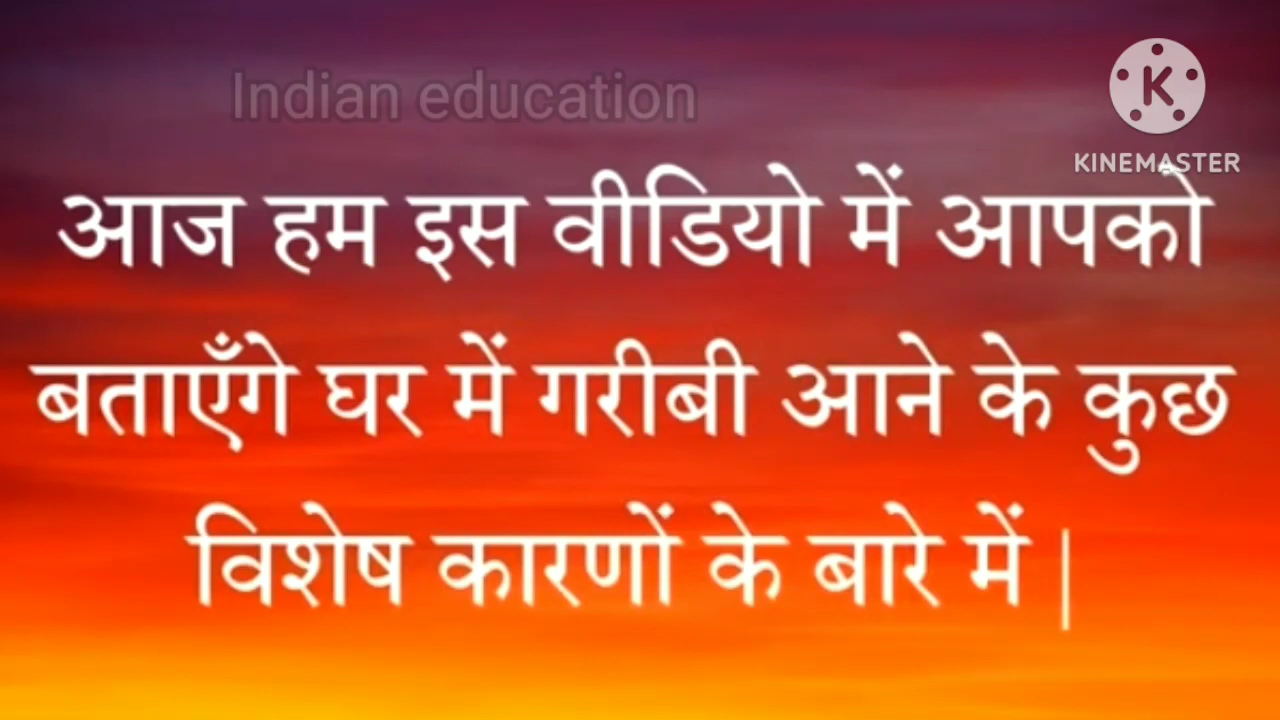 Indian education
K
KINEMASTER
आज हम इस वीडियो में आपको
बताएँगे घर में गरीबी आने के कुछ
विशेष कारणों के बारे में |